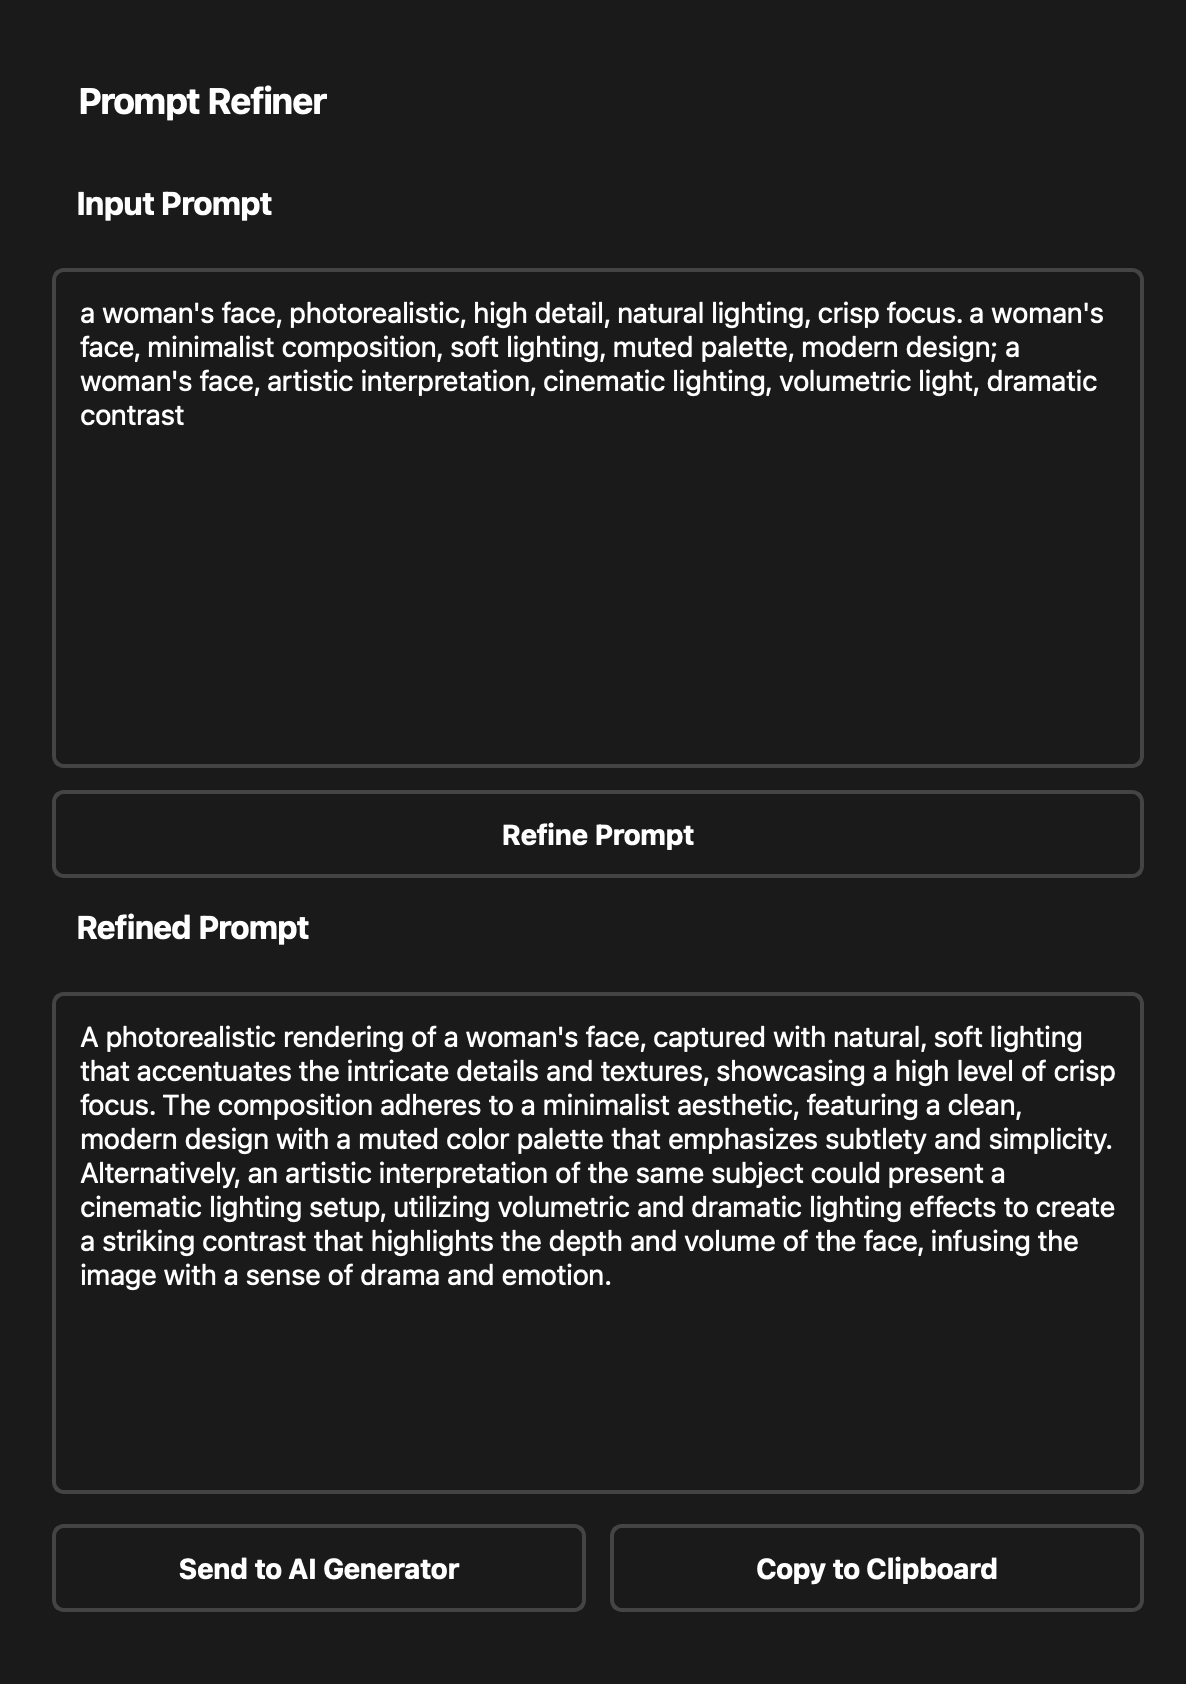 Prompt Refiner
Input Prompt
a woman's face, photorealistic, high detail, natural lighting, crisp focus. a woman's
face, minimalist composition, soft lighting, muted palette, modern design; a
woman's face, artistic interpretation, cinematic lighting, volumetric light, dramatic
contrast
Refine Prompt
Refined Prompt
A photorealistic rendering of a woman's face, captured with natural, soft lighting
that accentuates the intricate details and textures, showcasing a high level of crisp
focus. The composition adheres to a minimalist aesthetic, featuring a clean,
modern design with a muted color palette that emphasizes subtlety and simplicity.
Alternatively, an artistic interpretation of the same subject could present a
cinematic lighting setup, utilizing volumetric and dramatic lighting effects to create
a striking contrast that highlights the depth and volume of the face, infusing the
image with a sense of drama and emotion.
Send to AI Generator
Copy to Clipboard